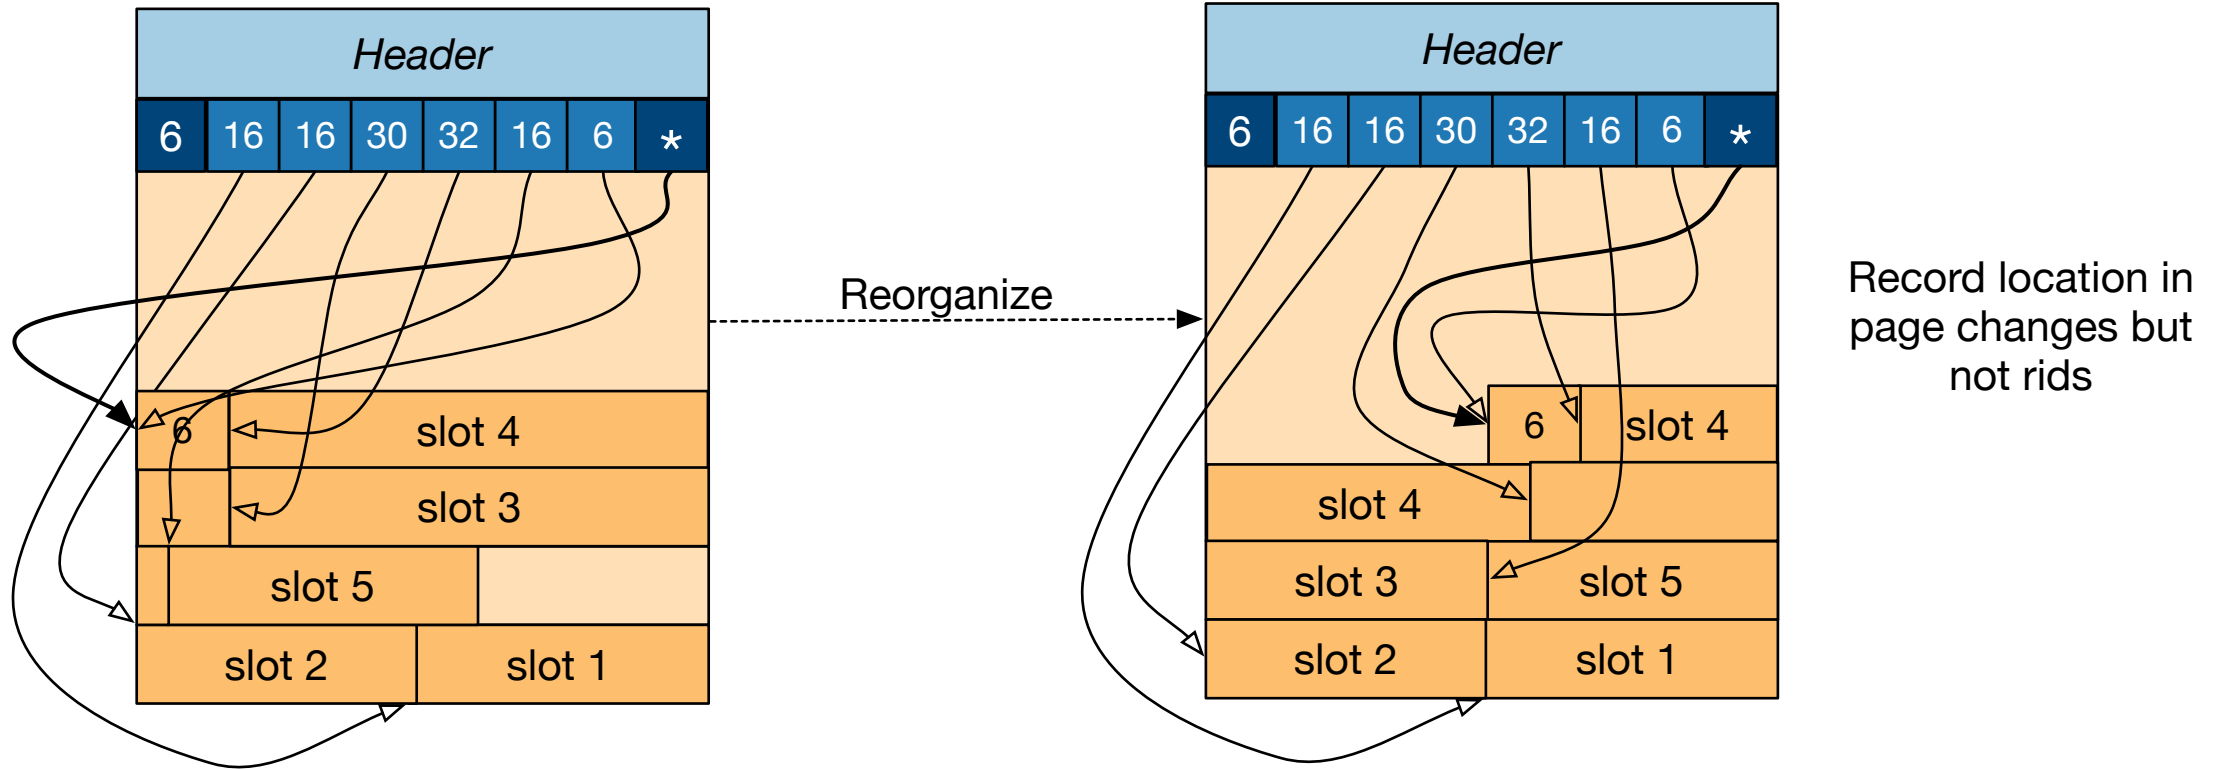 Header
6 16 16 30 32 16 6 *
6
slot 4
slot 3
slot 5
slot 2 slot 1
Reorganize
Header
6 16 16 30 32 16 6 *
6 slot 4
slot 4
slot 3 slot 5
slot 2 slot 1
Record location in
page changes but
not rids